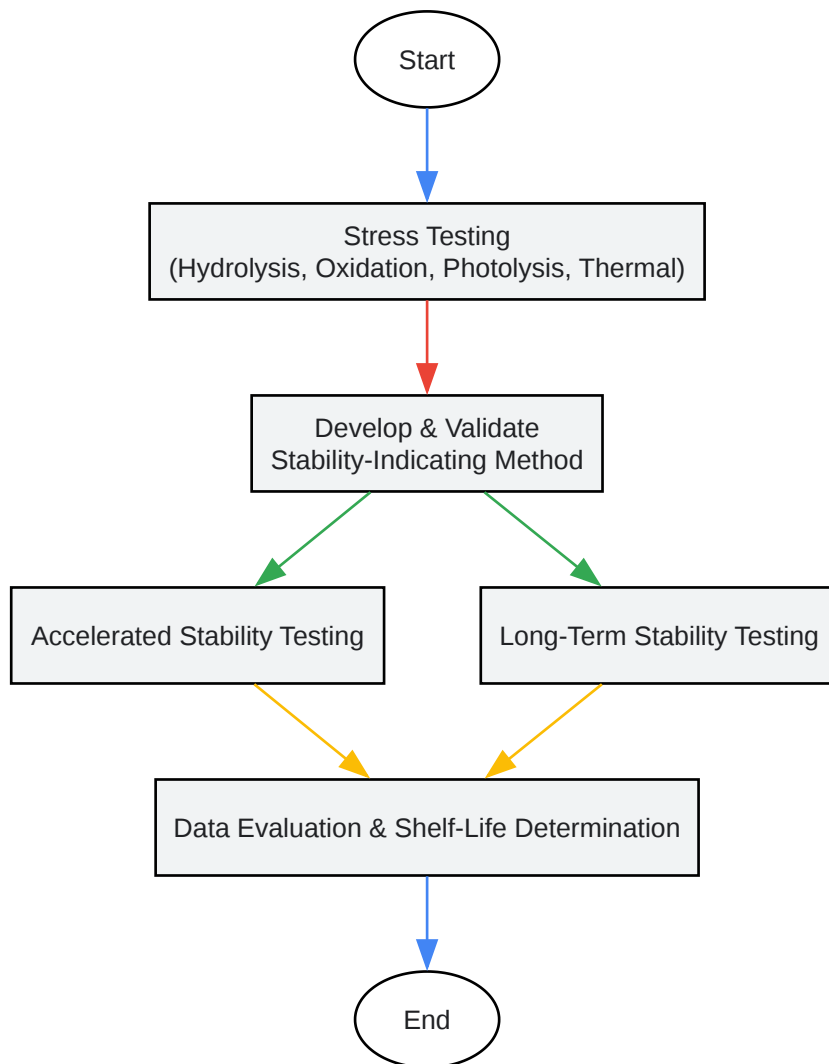 Start
Stress Testing
(Hydrolysis, Oxidation, Photolysis, Thermal)
Develop & Validate
Stability-Indicating Method
Accelerated Stability Testing
Long-Term Stability Testing
Data Evaluation & Shelf-Life Determination
End